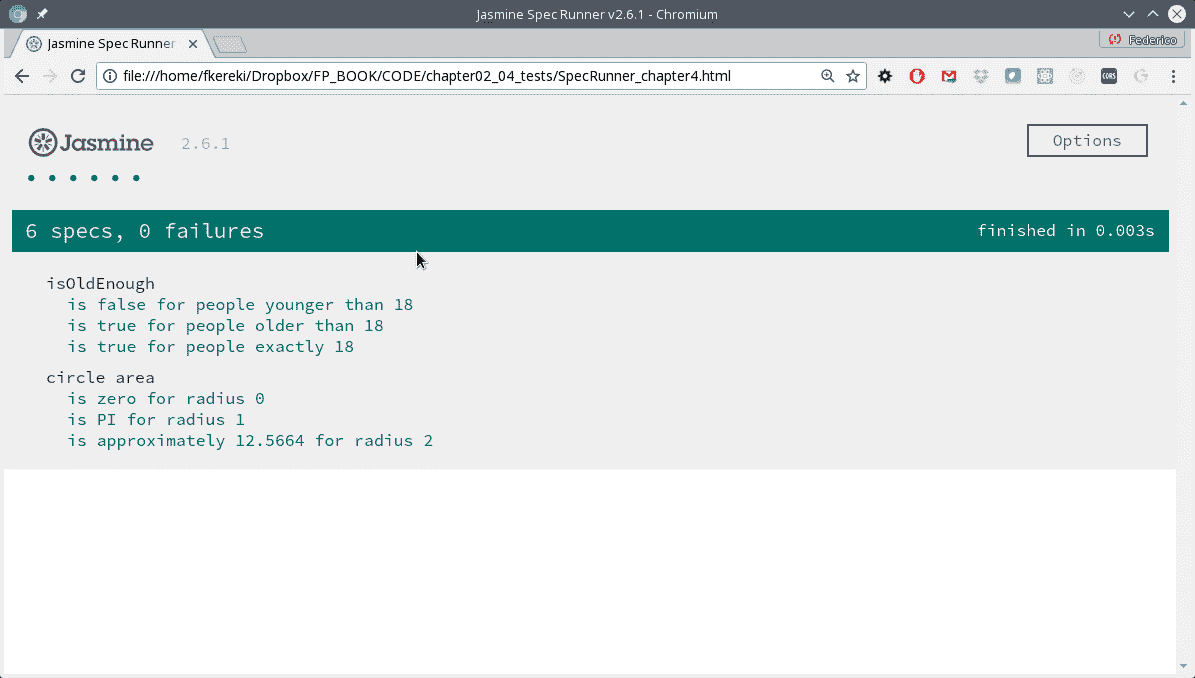 Jasmine Spec Runner v2.6.1 - Chromium
Jasmine Spec Runner
Federico
file:///home/fkereki/Dropbox/FP_BOOK/CODE/chapter02_04_tests/SpecRunner_chapter4.html
CORS
Jasmine 2.6.1
Options
6 specs, 0 failures
finished in 0.003s
isOldEnough
is false for people younger than 18
is true for people older than 18
is true for people exactly 18
circle area
is zero for radius 0
is PI for radius 1
is approximately 12.5664 for radius 2